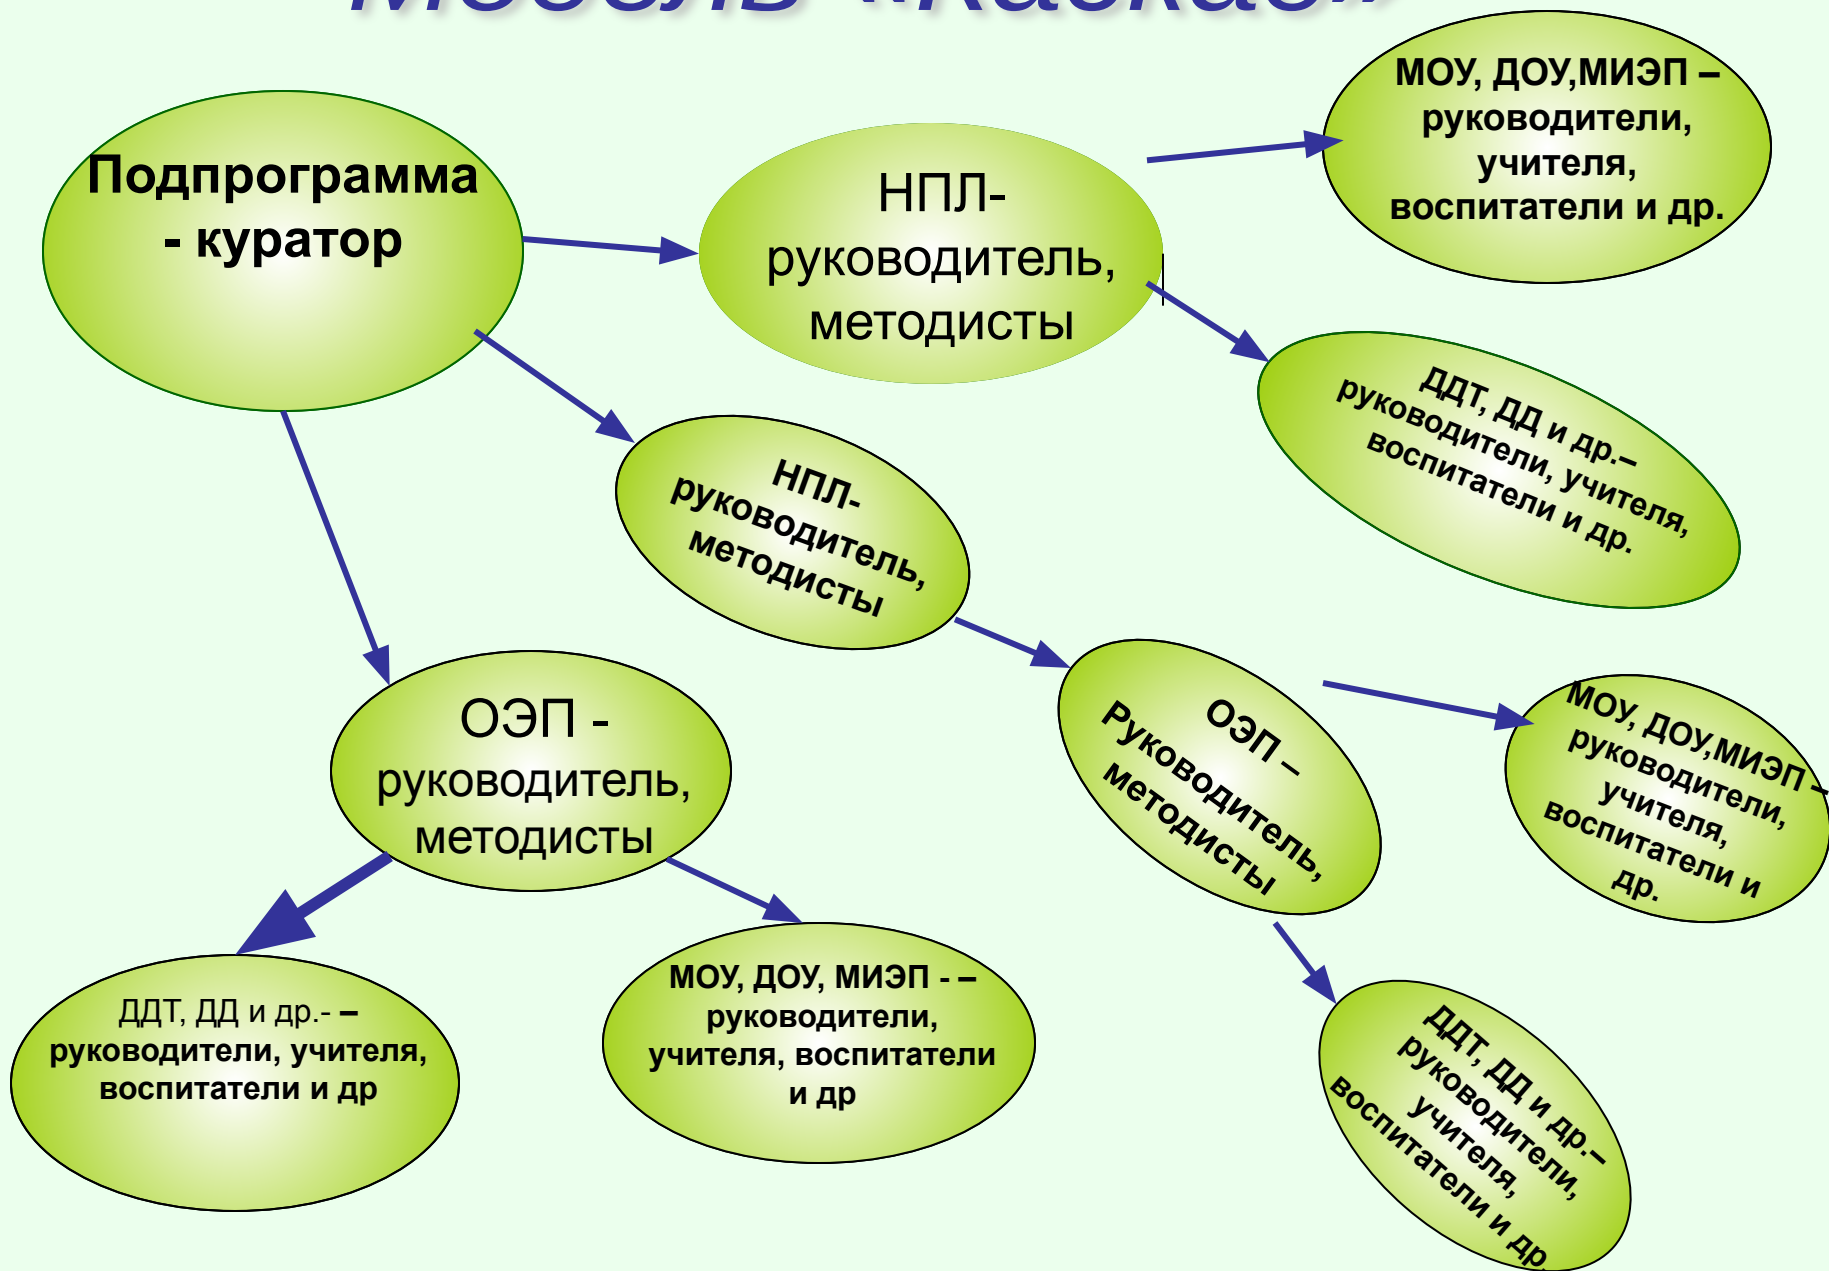 Модель «Каскад»
МОУ, ДОУ,МИЭП –
руководители,
учителя,
воспитатели и др.
Подпрограмма
- куратор
НПЛ-
руководитель,
методисты
ДДТ, ДД и др.–
руководители, учителя,
воспитатели и др.
НПЛ-
руководитель,
методисты
ОЭП -
руководитель,
методисты
ОЭП –
Руководитель,
методисты
МОУ, ДОУ,МИЭП –
руководители,
учителя,
воспитатели и
др.
ДДТ, ДД и др.- –
руководители, учителя,
воспитатели и др
МОУ, ДОУ, МИЭП - –
руководители,
учителя, воспитатели
и др
ДДТ, ДД и др.–
руководители,
учителя,
воспитатели и др.